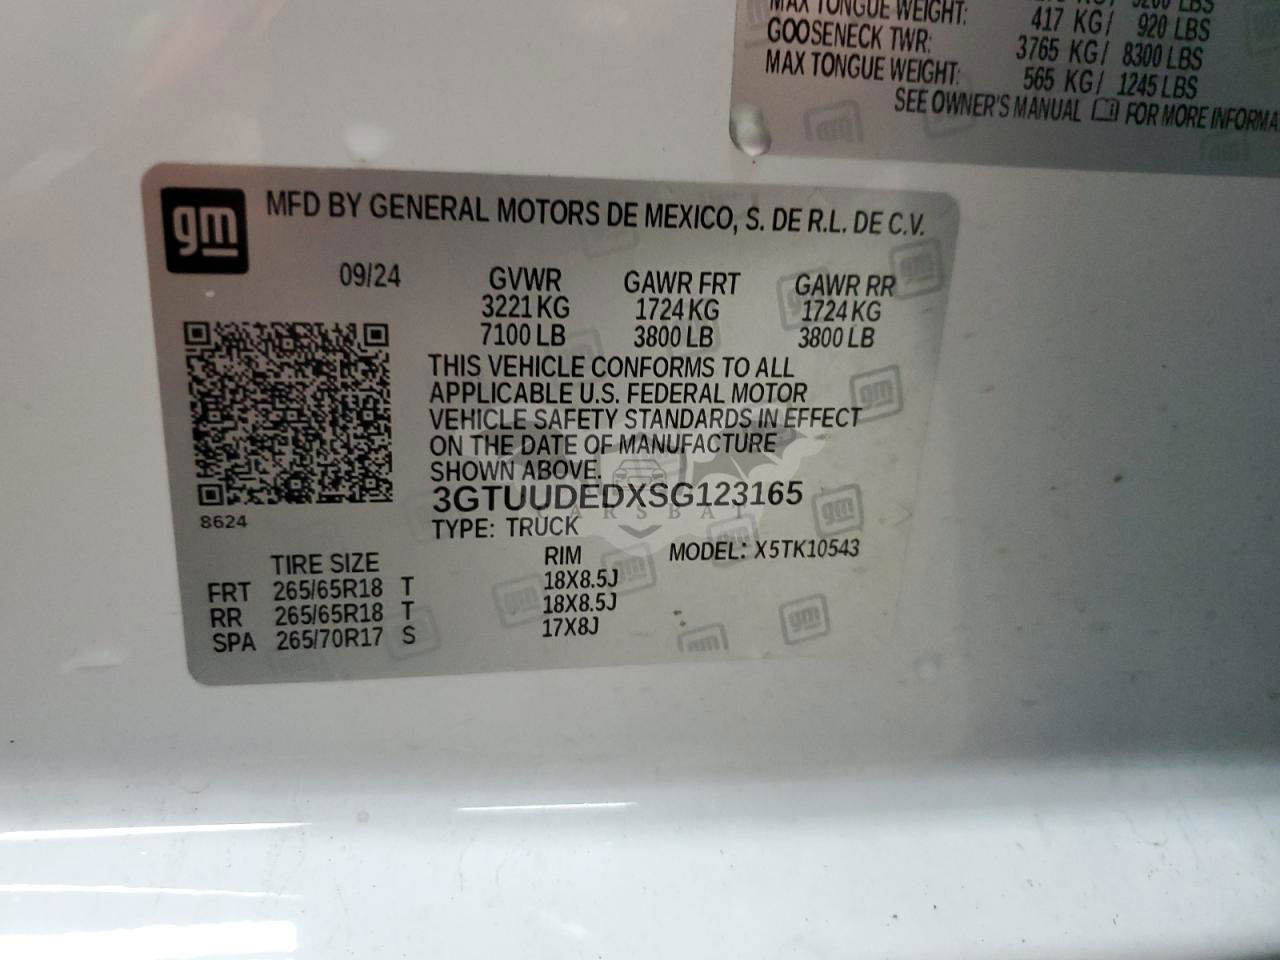 MAX TONGUE WEIGHT: 417 KG/ 920 LBS
GOOSENECK TWR: 3765 KG/ 8300 LBS
MAX TONGUE WEIGHT: 565 KG/ 1245 LBS
SEE OWNER'S MANUAL FOR MORE INFORMA
gm
MFD BY GENERAL MOTORS DE MEXICO, S. DE R.L. DE C.V.
09/24 GVWR GAWR FRT GAWR RR
3221 KG 1724 KG 1724 KG
7100 LB 3800 LB 3800 LB
THIS VEHICLE CONFORMS TO ALL
APPLICABLE U.S. FEDERAL MOTOR
VEHICLE SAFETY STANDARDS IN EFFECT
ON THE DATE OF MANUFACTURE
SHOWN ABOVE.
3GTUUDEDXSG123165
8624
TYPE: TRUCK
TIRE SIZE RIM MODEL: X5TK10543
FRT 265/65R18 T 18X8.5J
RR 265/65R18 T 18X8.5J
SPA 265/70R17 S 17X8J
CARSBAT